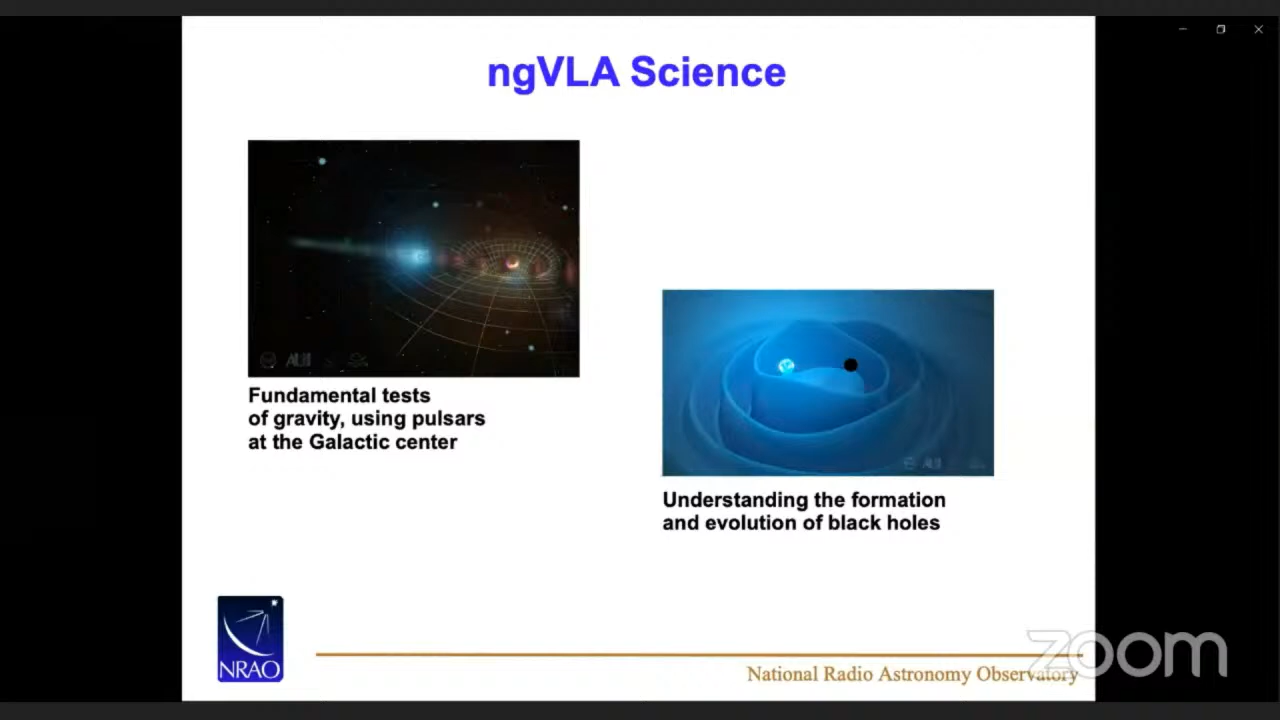 ngVLA Science
Fundamental tests
of gravity, using pulsars
at the Galactic center
Understanding the formation
and evolution of black holes
NRAO
National Radio Astronomy Observatory
zoom